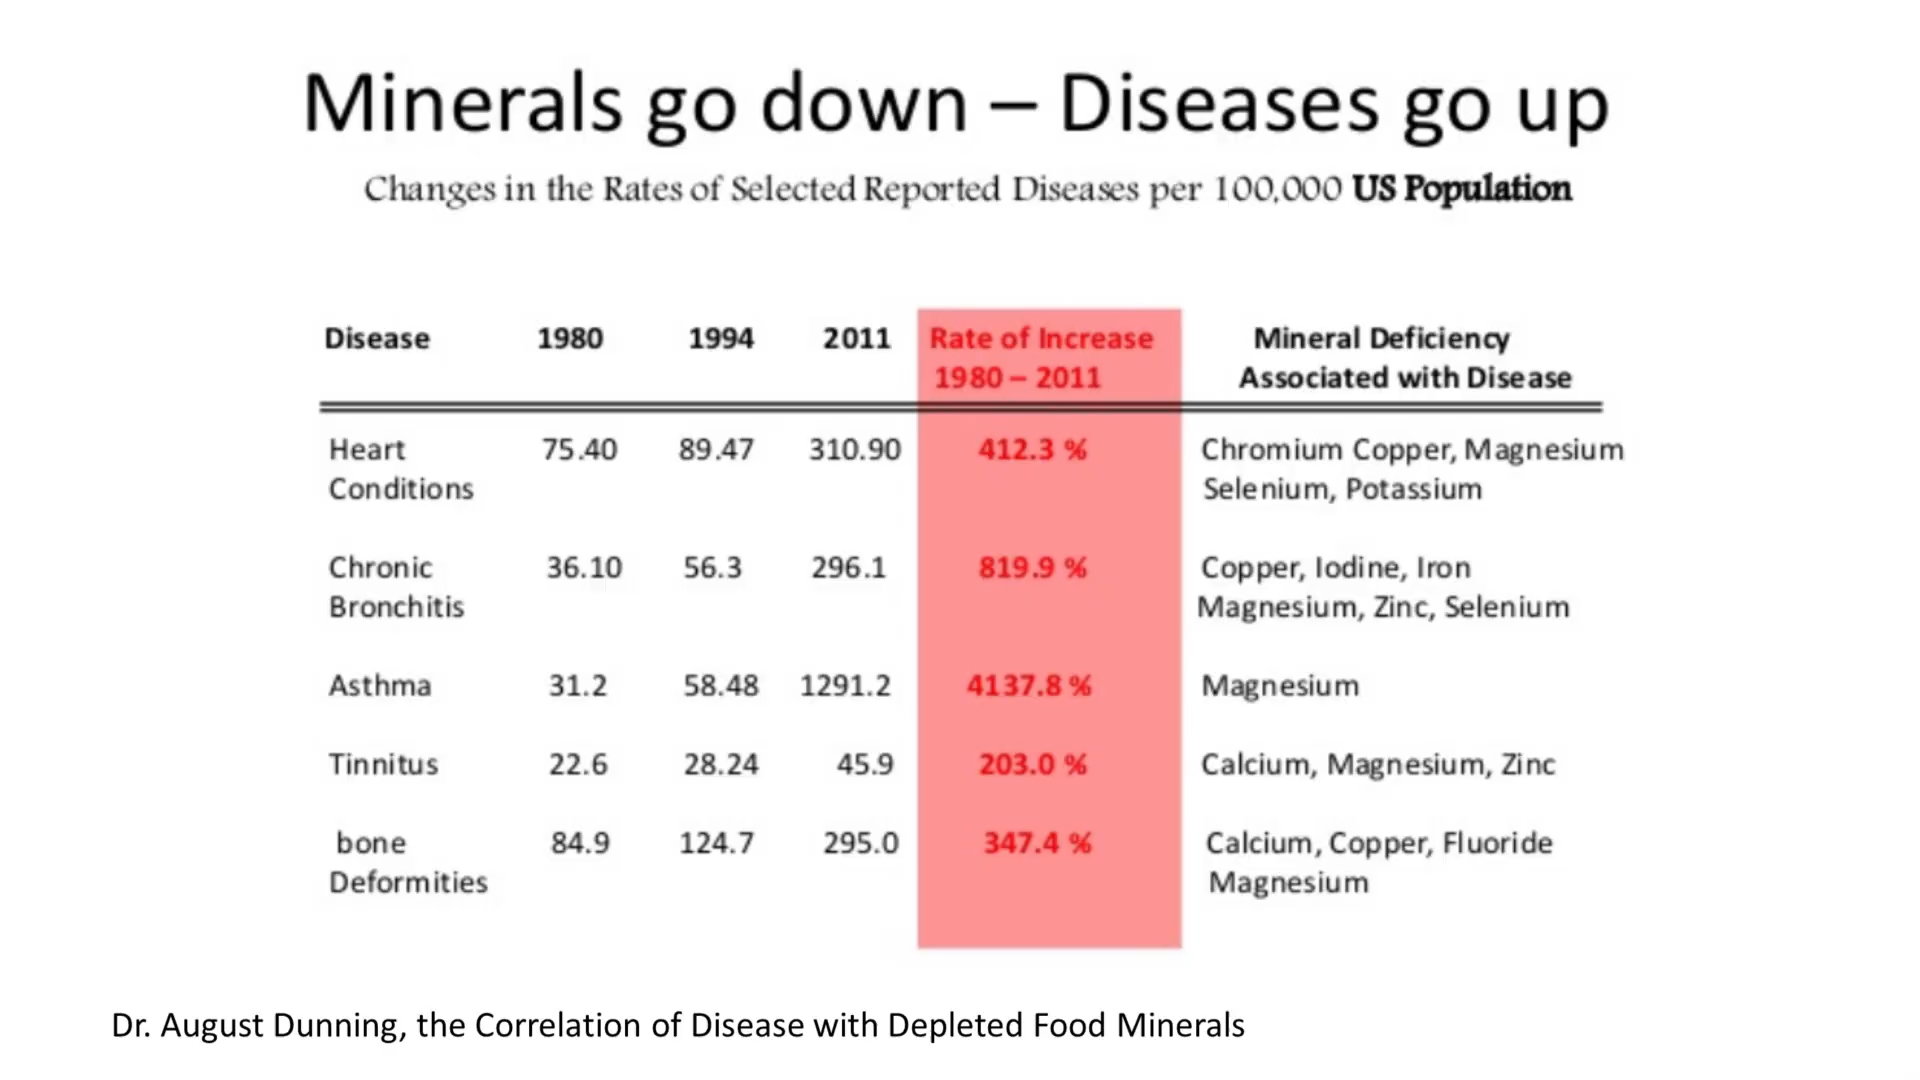 Minerals go down – Diseases go up
Changes in the Rates of Selected Reported Diseases per 100,000 US Population
Disease 1980 1994 2011 Rate of Increase Mineral Deficiency
1980 – 2011 Associated with Disease
Heart 75.40 89.47 310.90 412.3 % Chromium Copper, Magnesium
Conditions Selenium, Potassium
Chronic 36.10 56.3 296.1 819.9 % Copper, Iodine, Iron
Bronchitis Magnesium, Zinc, Selenium
Asthma 31.2 58.48 1291.2 4137.8 % Magnesium
Tinnitus 22.6 28.24 45.9 203.0 % Calcium, Magnesium, Zinc
bone 84.9 124.7 295.0 347.4 % Calcium, Copper, Fluoride
Deformities Magnesium
Dr. August Dunning, the Correlation of Disease with Depleted Food Minerals